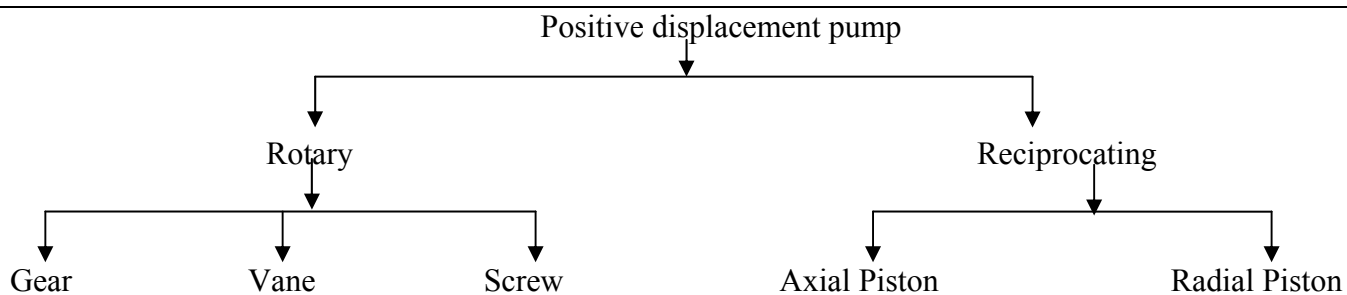 Positive displacement pump
Rotary Reciprocating
Gear Vane Screw Axial Piston Radial Piston